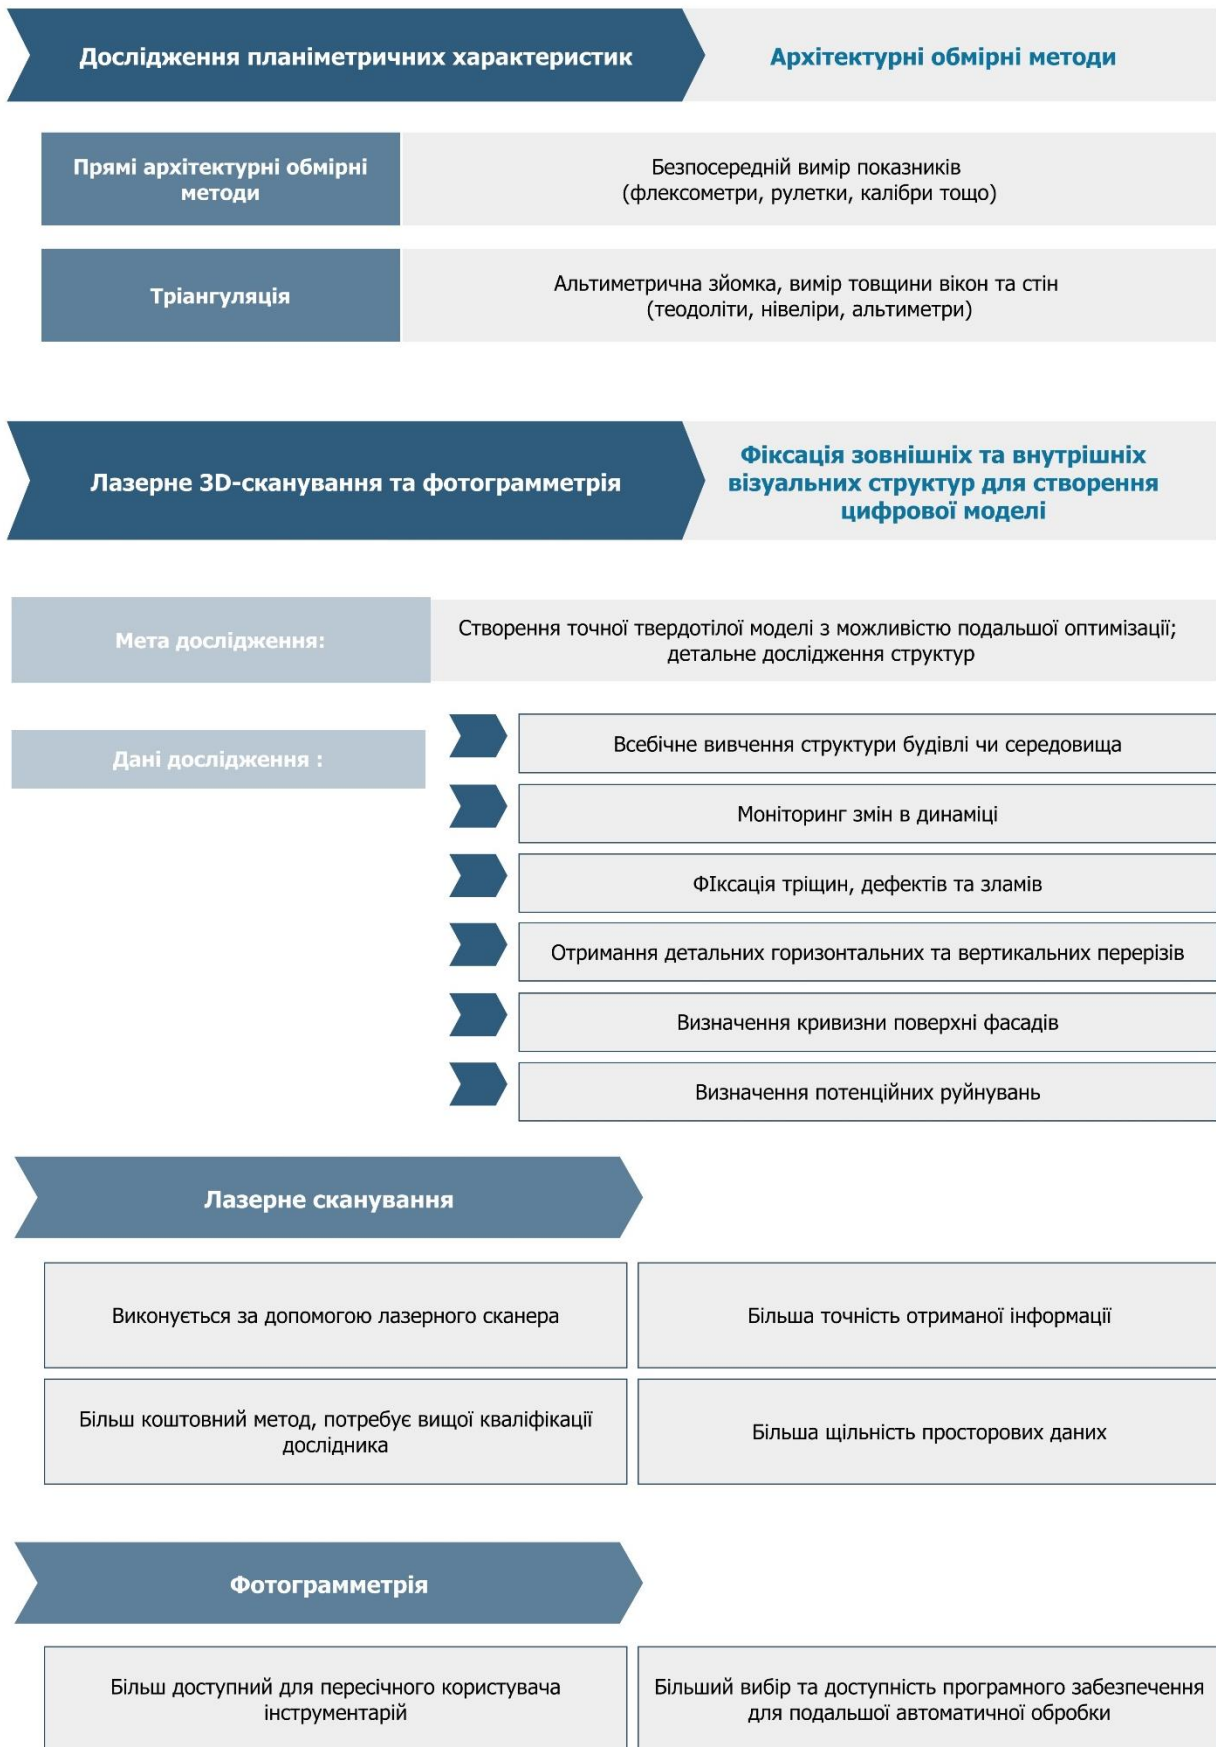 Дослідження планіметричних характеристик
Архітектурні обмірні методи
Прямі архітектурні обмірні
методи
Безпосередній вимір показників
(флексометри, рулетки, калібри тощо)
Тріангуляція
Альтиметрична зйомка, вимір товщини вікон та стін
(теодоліти, нівеліри, альтиметри)
Лазерне 3D-сканування та фотограмметрія
Фіксація зовнішніх та внутрішніх
візуальних структур для створення
цифрової моделі
Мета дослідження:
Створення точної твердотілої моделі з можливістю подальшої оптимізації;
детальне дослідження структур
Дані дослідження :
Всебічне вивчення структури будівлі чи середовища
Моніторинг змін в динаміці
ФІксація тріщин, дефектів та зламів
Отримання детальних горизонтальних та вертикальних перерізів
Визначення кривизни поверхні фасадів
Визначення потенційних руйнувань
Лазерне сканування
Виконується за допомогою лазерного сканера
Більша точність отриманої інформації
Більш коштовний метод, потребує вищої кваліфікації
дослідника
Більша щільність просторових даних
Фотограмметрія
Більш доступний для пересічного користувача
інструментарій
Більший вибір та доступність програмного забезпечення
для подальшої автоматичної обробки